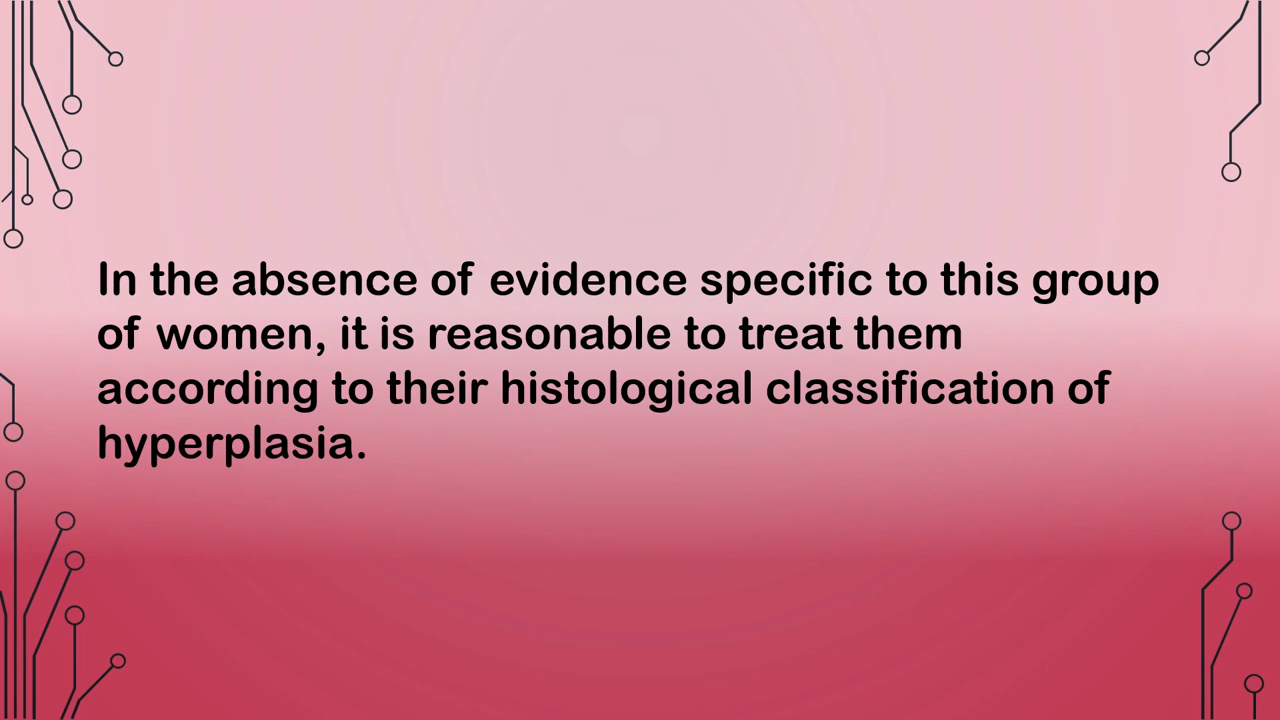 In the absence of evidence specific to this group
of women, it is reasonable to treat them
according to their histological classification of
hyperplasia.